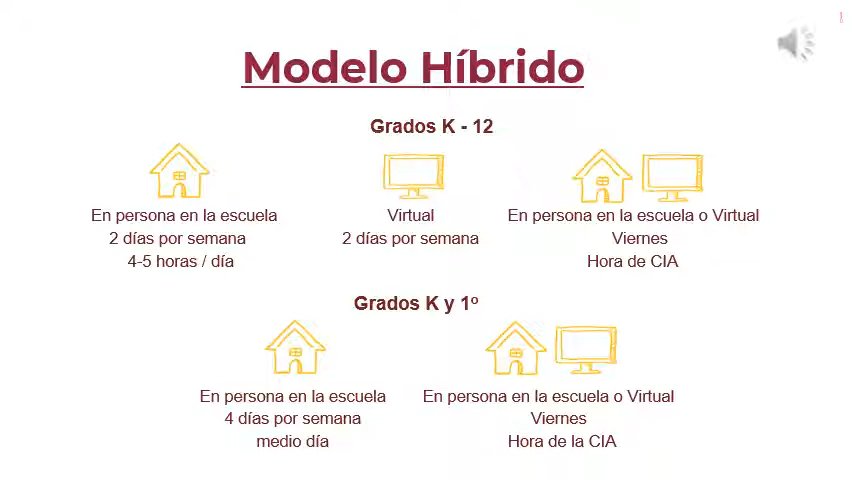 Modelo Híbrido
Grados K - 12
En persona en la escuela
2 días por semana
4-5 horas / día
Virtual
2 días por semana
En persona en la escuela o Virtual
Viernes
Hora de CIA
Grados K y 1º
En persona en la escuela
4 días por semana
medio día
En persona en la escuela o Virtual
Viernes
Hora de la CIA